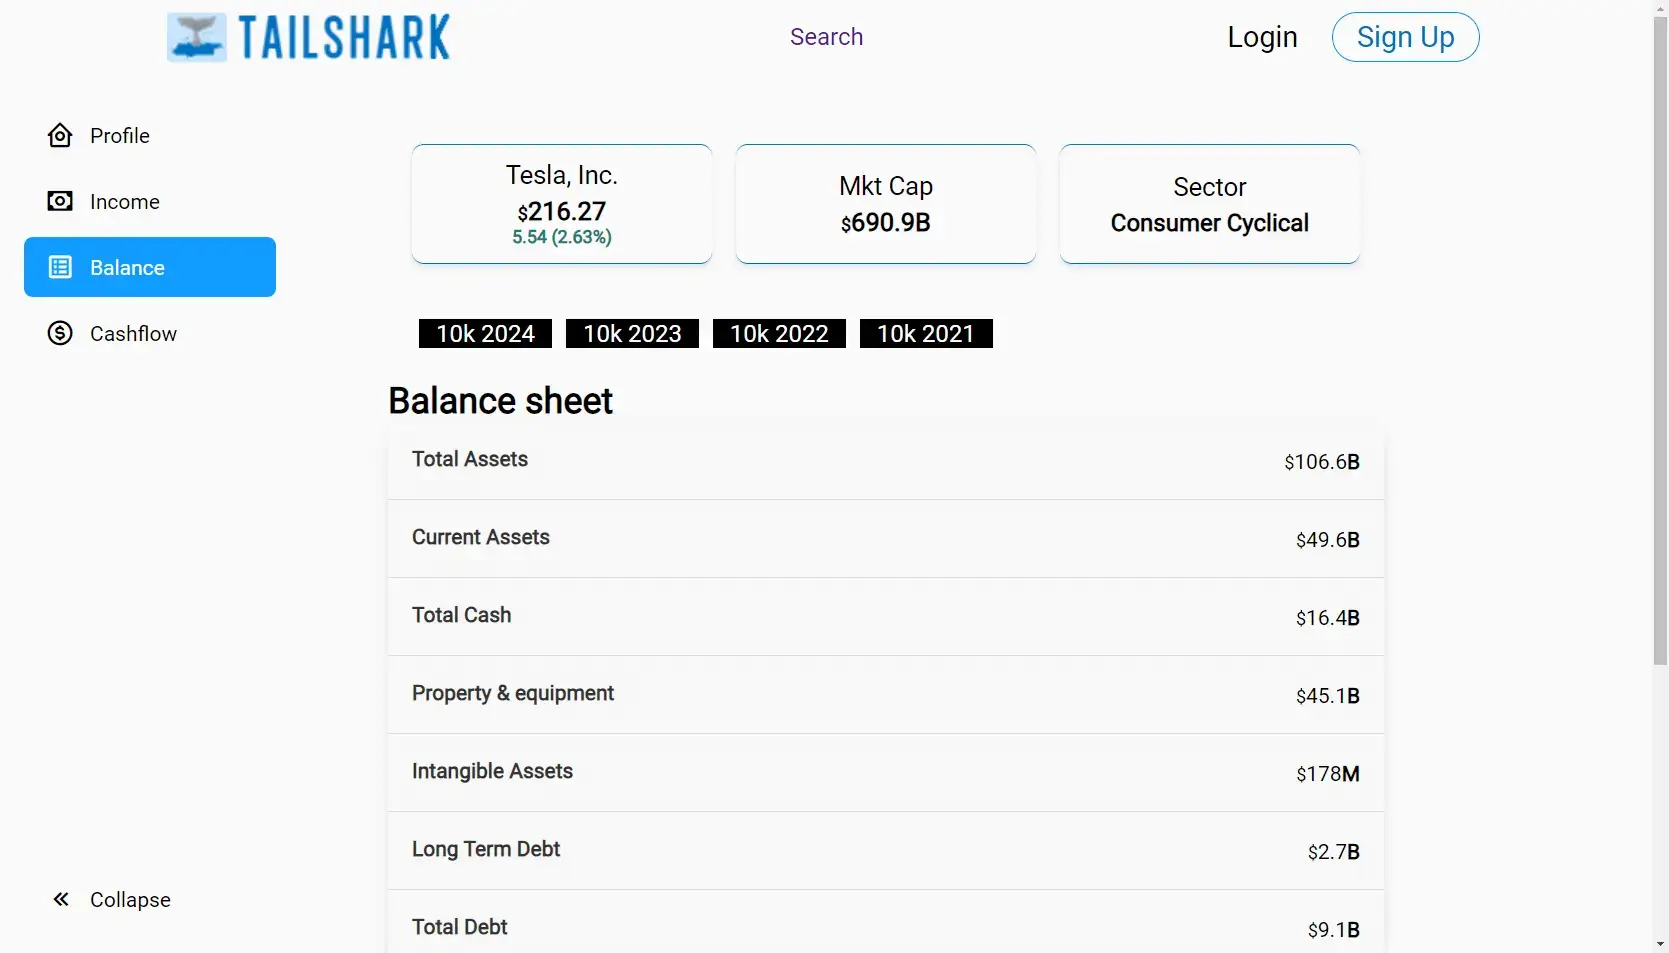 TAILSHARK
Search
Login
Sign Up
Profile
Income
Balance
Cashflow
Collapse
Tesla, Inc.
$216.27
5.54 (2.63%)
Mkt Cap
$690.9B
Sector
Consumer Cyclical
10k 2024 10k 2023 10k 2022 10k 2021
Balance sheet
Total Assets $106.6B
Current Assets $49.6B
Total Cash $16.4B
Property & equipment $45.1B
Intangible Assets $178M
Long Term Debt $2.7B
Total Debt $9.1B